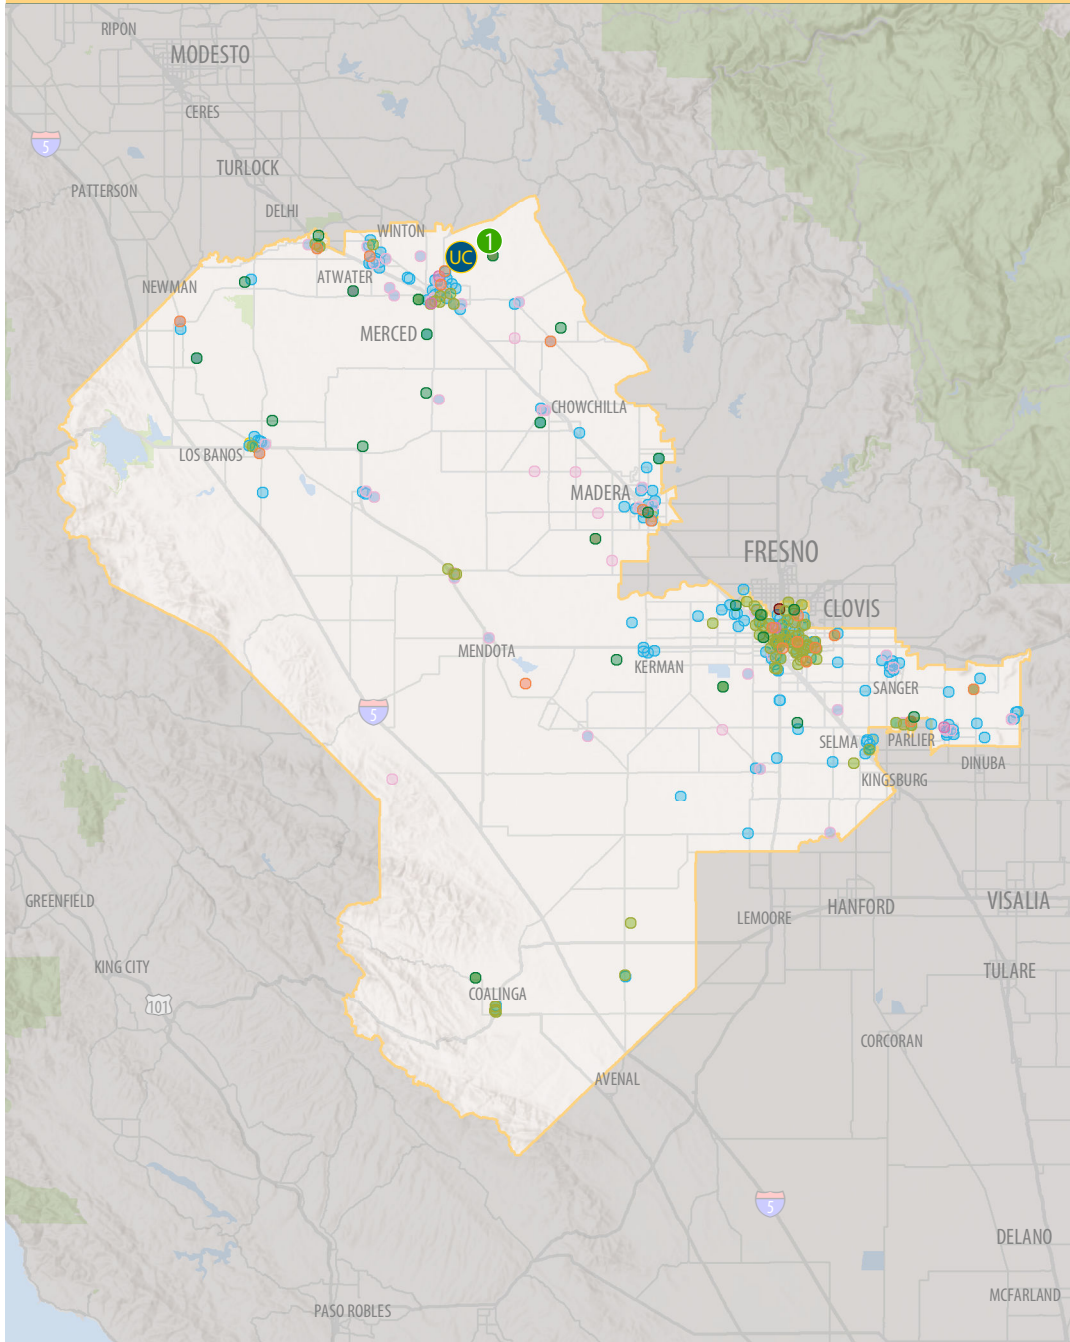 RIPON
MODESTO
CERES
5
TURLOCK
PATTERSON
DELHI
WINTON
1
UC
ATWATER
NEWMAN
MERCED
CHOWCHILLA
LOS BANOS
MADERA
FRESNO
CLOVIS
MENDOTA
KERMAN
SANGER
5
SELMA
PARLIER
DINUBA
KINGSBURG
GREENFIELD
VISALIA
HANFORD
LEMOORE
KING CITY
TULARE
COALINGA
101
CORCORAN
AVENAL
5
DELANO
MCFARLAND
PASO ROBLES